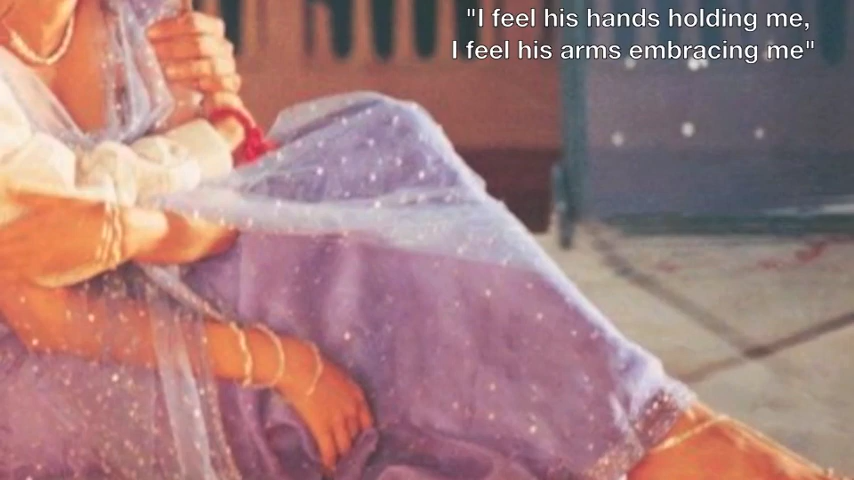 "I feel his hands holding me,
I feel his arms embracing me"